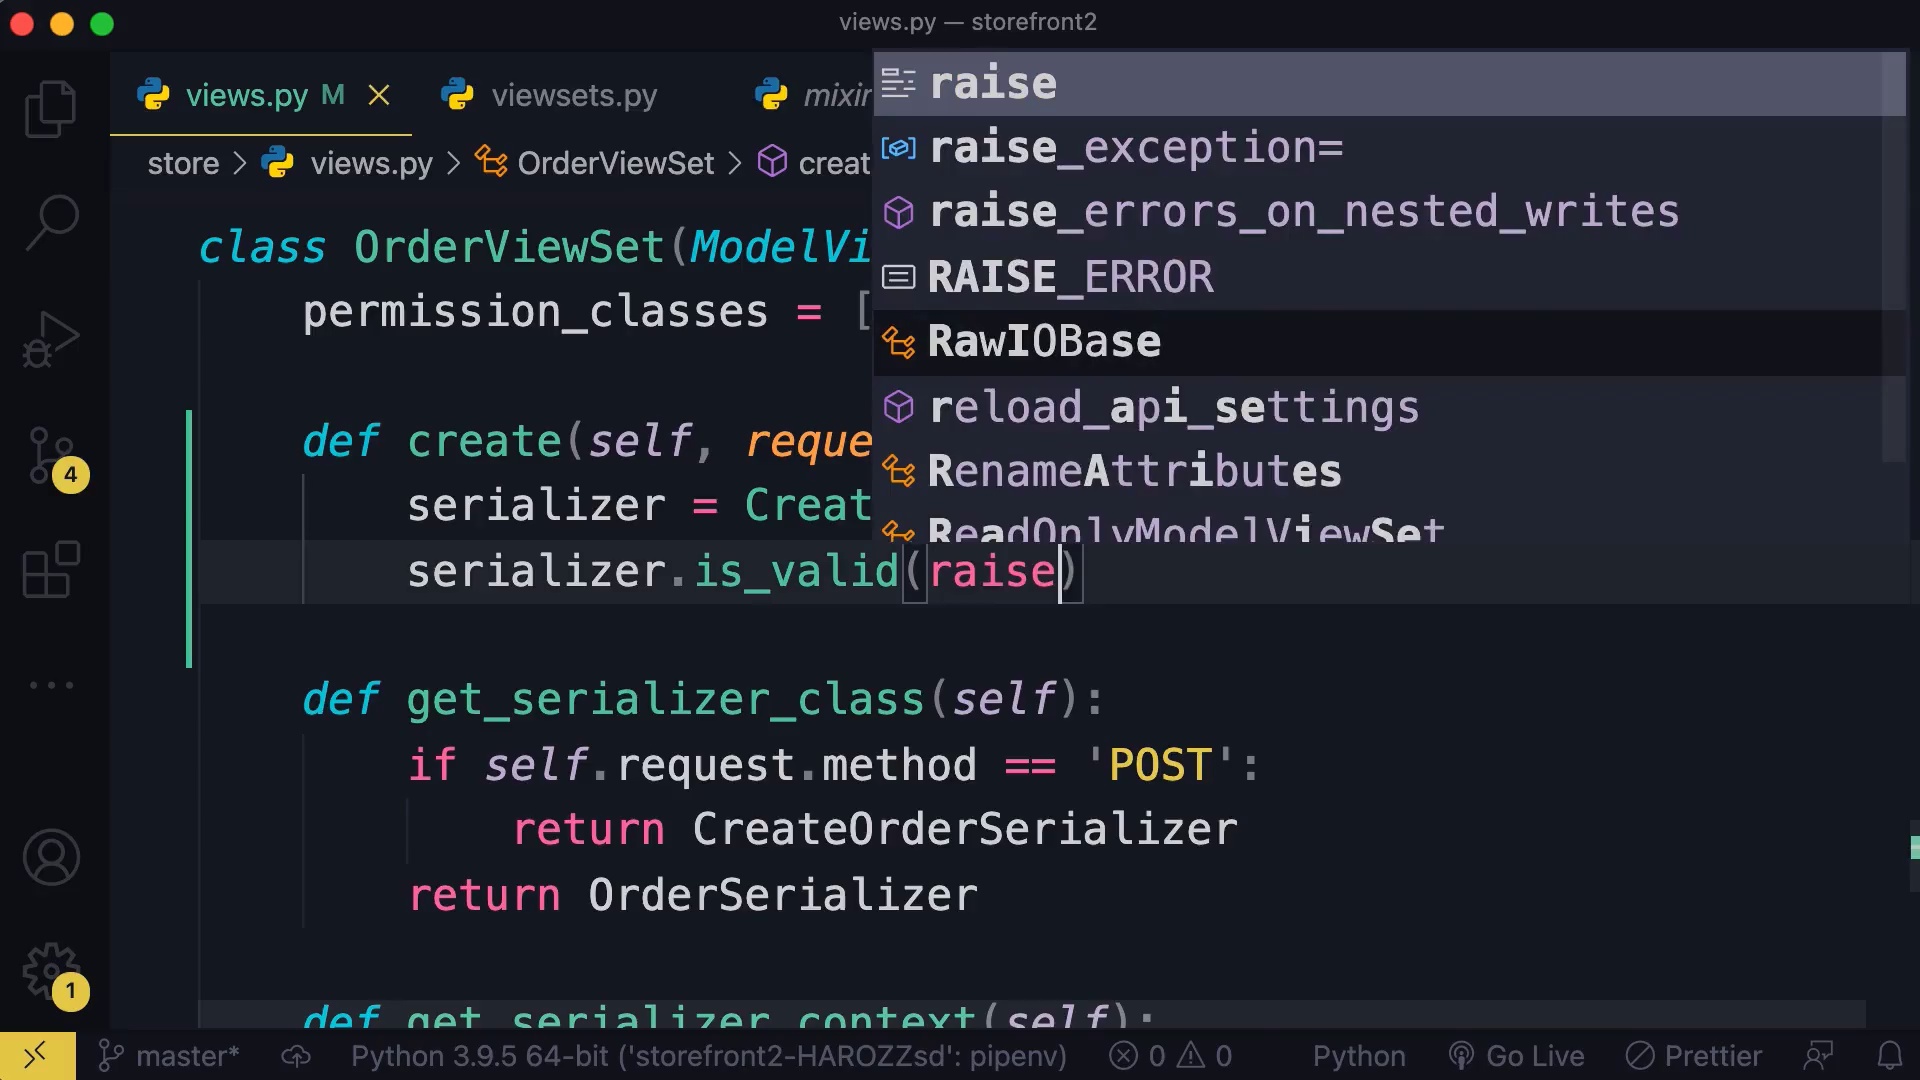 views.py — storefront2
views.py M
viewsets.py
mixin
store > views.py > OrderViewSet > creat
class OrderViewSet(ModelVi
permission_classes = [
def create(self, reque
serializer = Creat
serializer.is_valid(raise)
raise
raise_exception=
raise_errors_on_nested_writes
RAISE_ERROR
RawIOBase
reload_api_settings
RenameAttributes
ReadOnlyModelViewSet
def get_serializer_class(self):
if self.request.method == 'POST':
return CreateOrderSerializer
return OrderSerializer
def get_serializer_context(self):
4
1
master*
Python 3.9.5 64-bit ('storefront2-HAROZZsd': pipenv)
0
0
Python
Go Live
Prettier